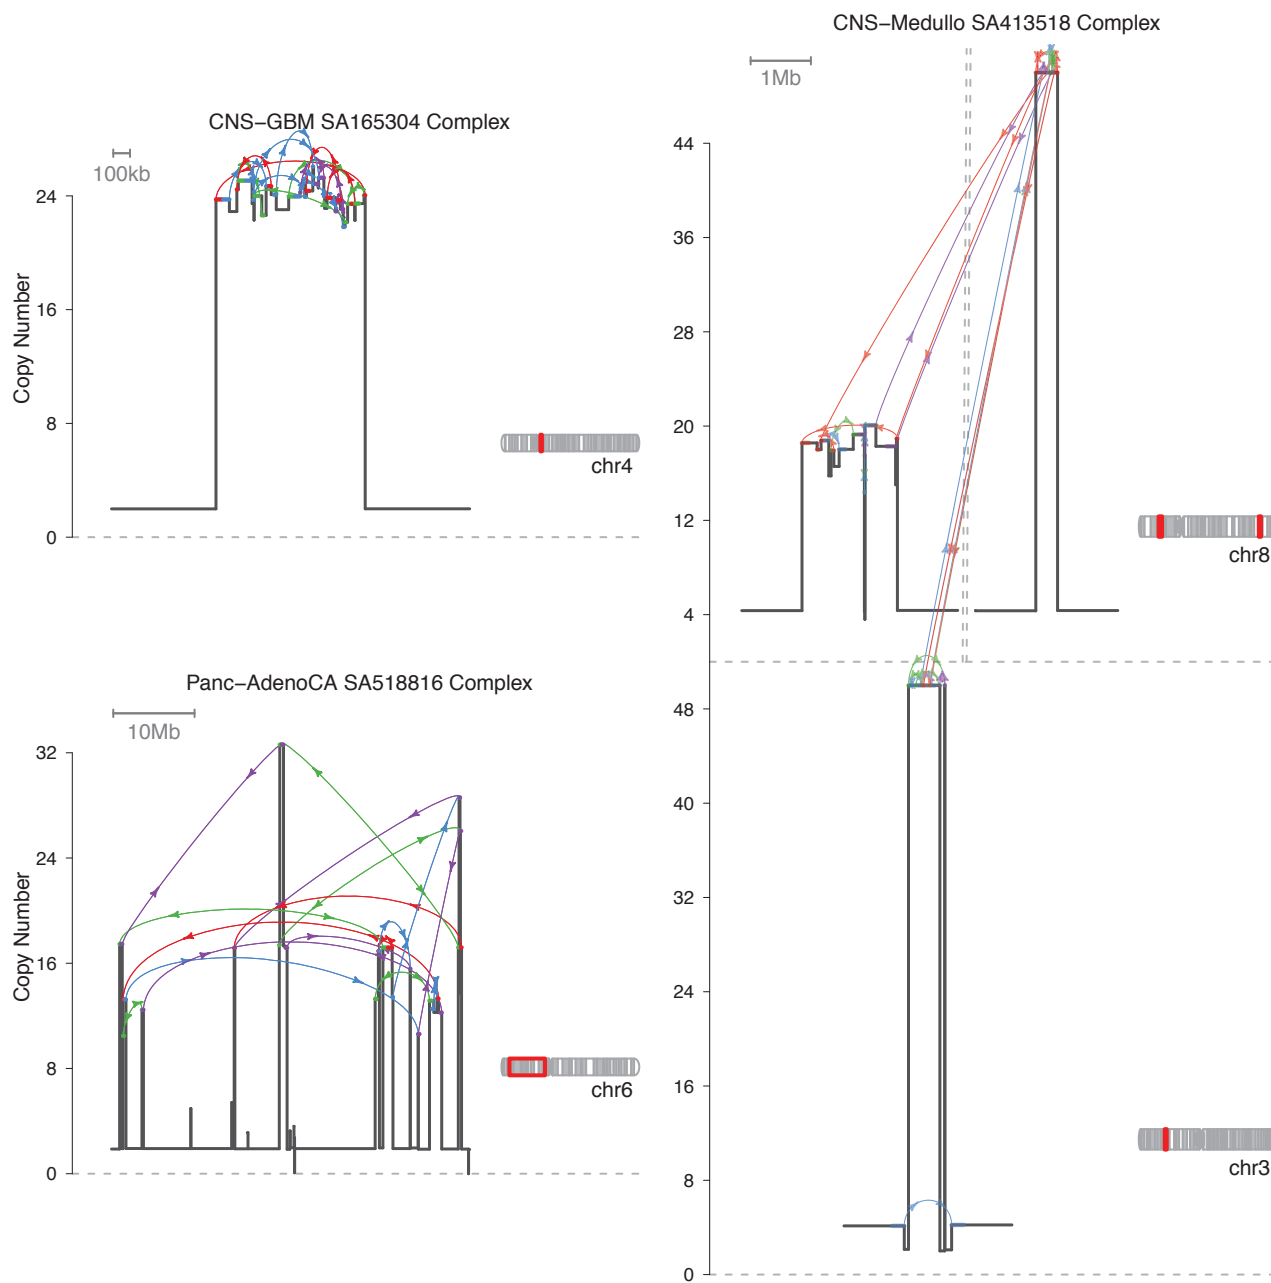 CNS−GBM SA165304 Complex
100kb
24
16
8
0
Copy Number
chr4
Panc−AdenoCA SA518816 Complex
10Mb
32
24
16
8
0
Copy Number
chr6
CNS−Medullo SA413518 Complex
1Mb
44
36
28
20
12
4
chr8
48
40
32
24
16
8
0
chr3